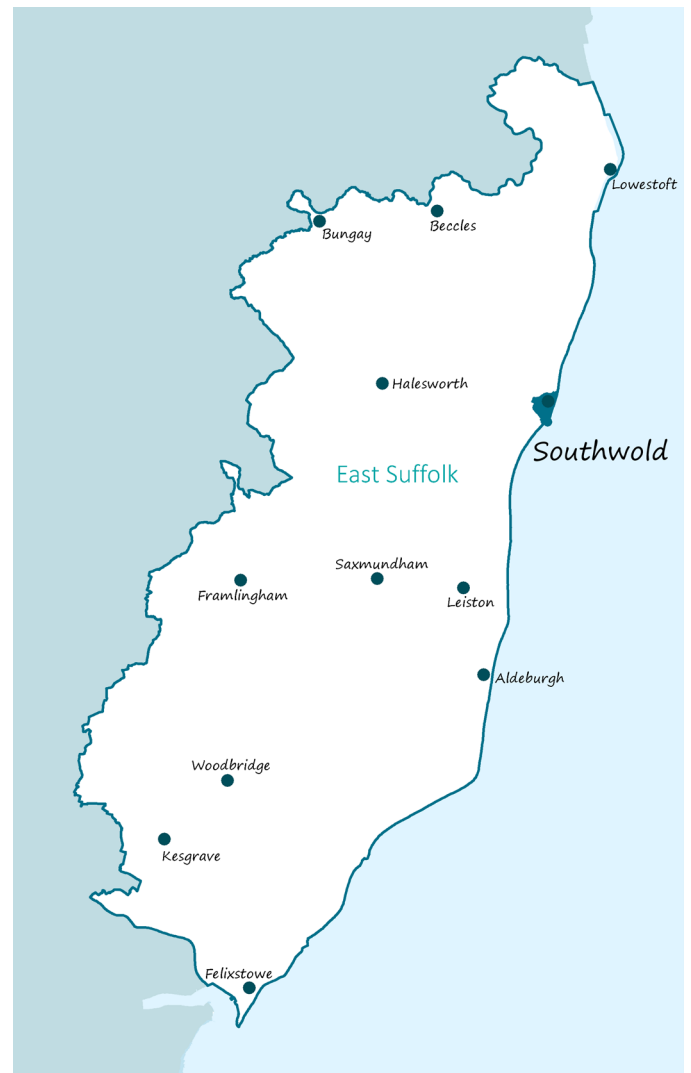 Lowestoft
Beccles
Bungay
Halesworth
Southwold
East Suffolk
Saxmundham
Framlingham
Leiston
Aldeburgh
Woodbridge
Kesgrave
Felixstowe